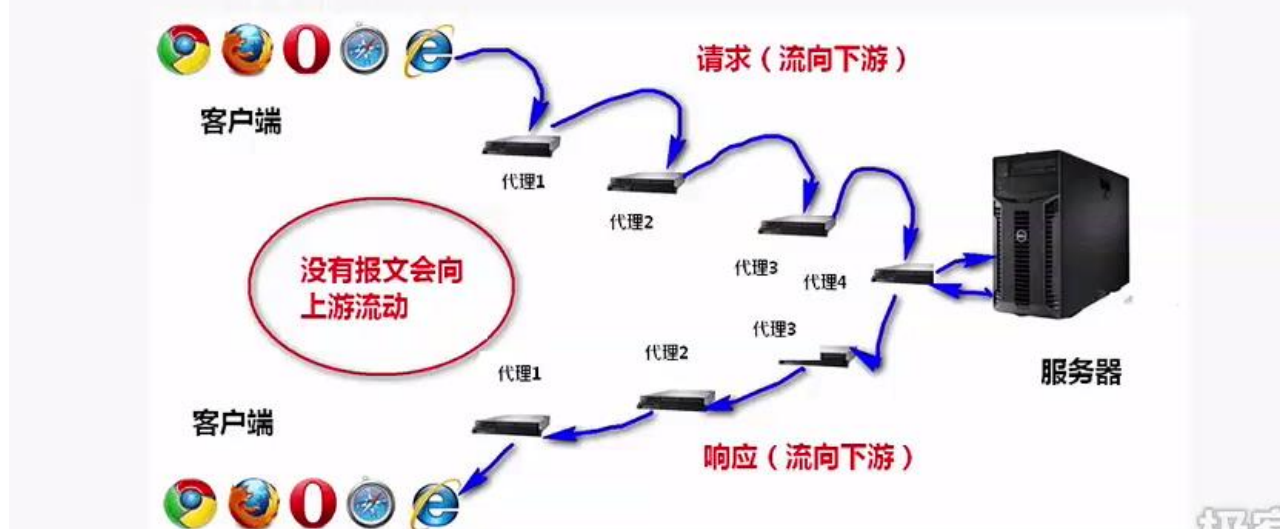 请求（流向下游）
客户端
代理1
代理2
代理3
代理4
没有报文会向
上游流动
代理3
代理2
代理1
服务器
客户端
响应（流向下游）